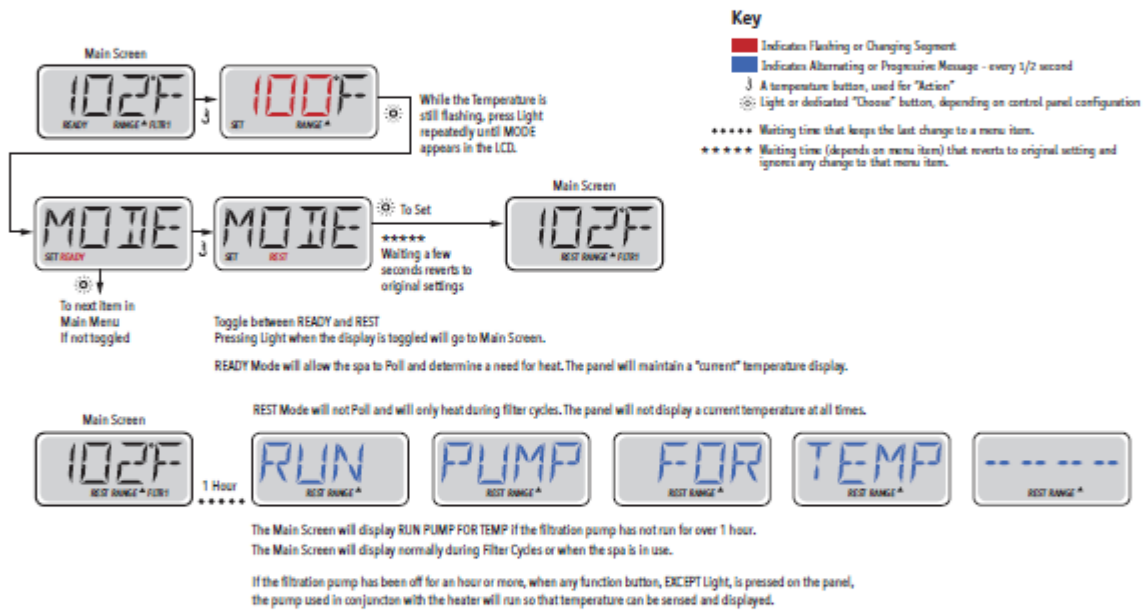 Key
Indicates Flashing or Changing Segment
Indicates Alternating or Progressive Message - every 1/2 second
A temperature button, used for "Action"
Light or dedicated "Choose" button, depending on control panel configuration
***** Waiting time that keeps the last change to a menu item.
***** Waiting time (depends on menu item) that reverts to original setting and
ignores any change to that menu item.
Main Screen
102°F
READY RANGE FLTR1
100°F
SET RANGE
While the Temperature is
still flashing, press Light
repeatedly until MODE
appears in the LCD.
MODE
SET READY
MODE
SET REST
To Set
*****
Waiting a few
seconds reverts to
original settings
Main Screen
102°F
REST RANGE FLTR1
To next item in
Main Menu
If not toggled
Toggle between READY and REST
Pressing Light when the display is toggled will go to Main Screen.
READY Mode will allow the spa to Poll and determine a need for heat. The panel will maintain a "current" temperature display.
REST Mode will not Poll and will only heat during filter cycles. The panel will not display a current temperature at all times.
Main Screen
102°F
REST RANGE FLTR1
1 Hour
*****
RUN
REST RANGE
PUMP
REST RANGE
FOR
REST RANGE
TEMP
REST RANGE
-- -- -- --
REST RANGE
The Main Screen will display RUN PUMP FOR TEMP if the filtration pump has not run for over 1 hour.
The Main Screen will display normally during Filter Cycles or when the spa is in use.
If the filtration pump has been off for an hour or more, when any function button, EXCEPT Light, is pressed on the panel,
the pump used in conjuncton with the heater will run so that temperature can be sensed and displayed.